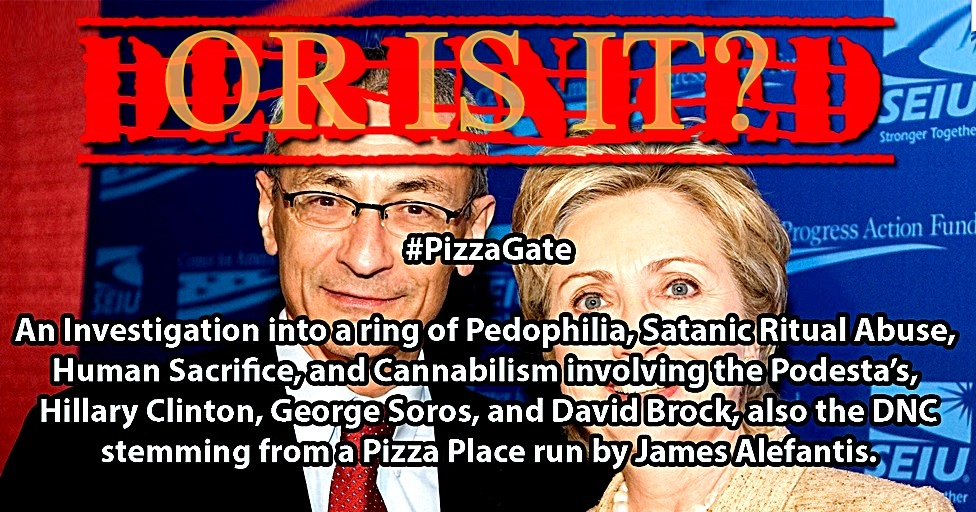 OR IS IT?
SEIU
Stronger Together
#PizzaGate
Progress Action Fund
SEIU
An Investigation into a ring of Pedophilia, Satanic Ritual Abuse,
Human Sacrifice, and Cannabilism involving the Podesta's,
Hillary Clinton, George Soros, and David Brock, also the DNC
stemming from a Pizza Place run by James Alefantis.
SEIU